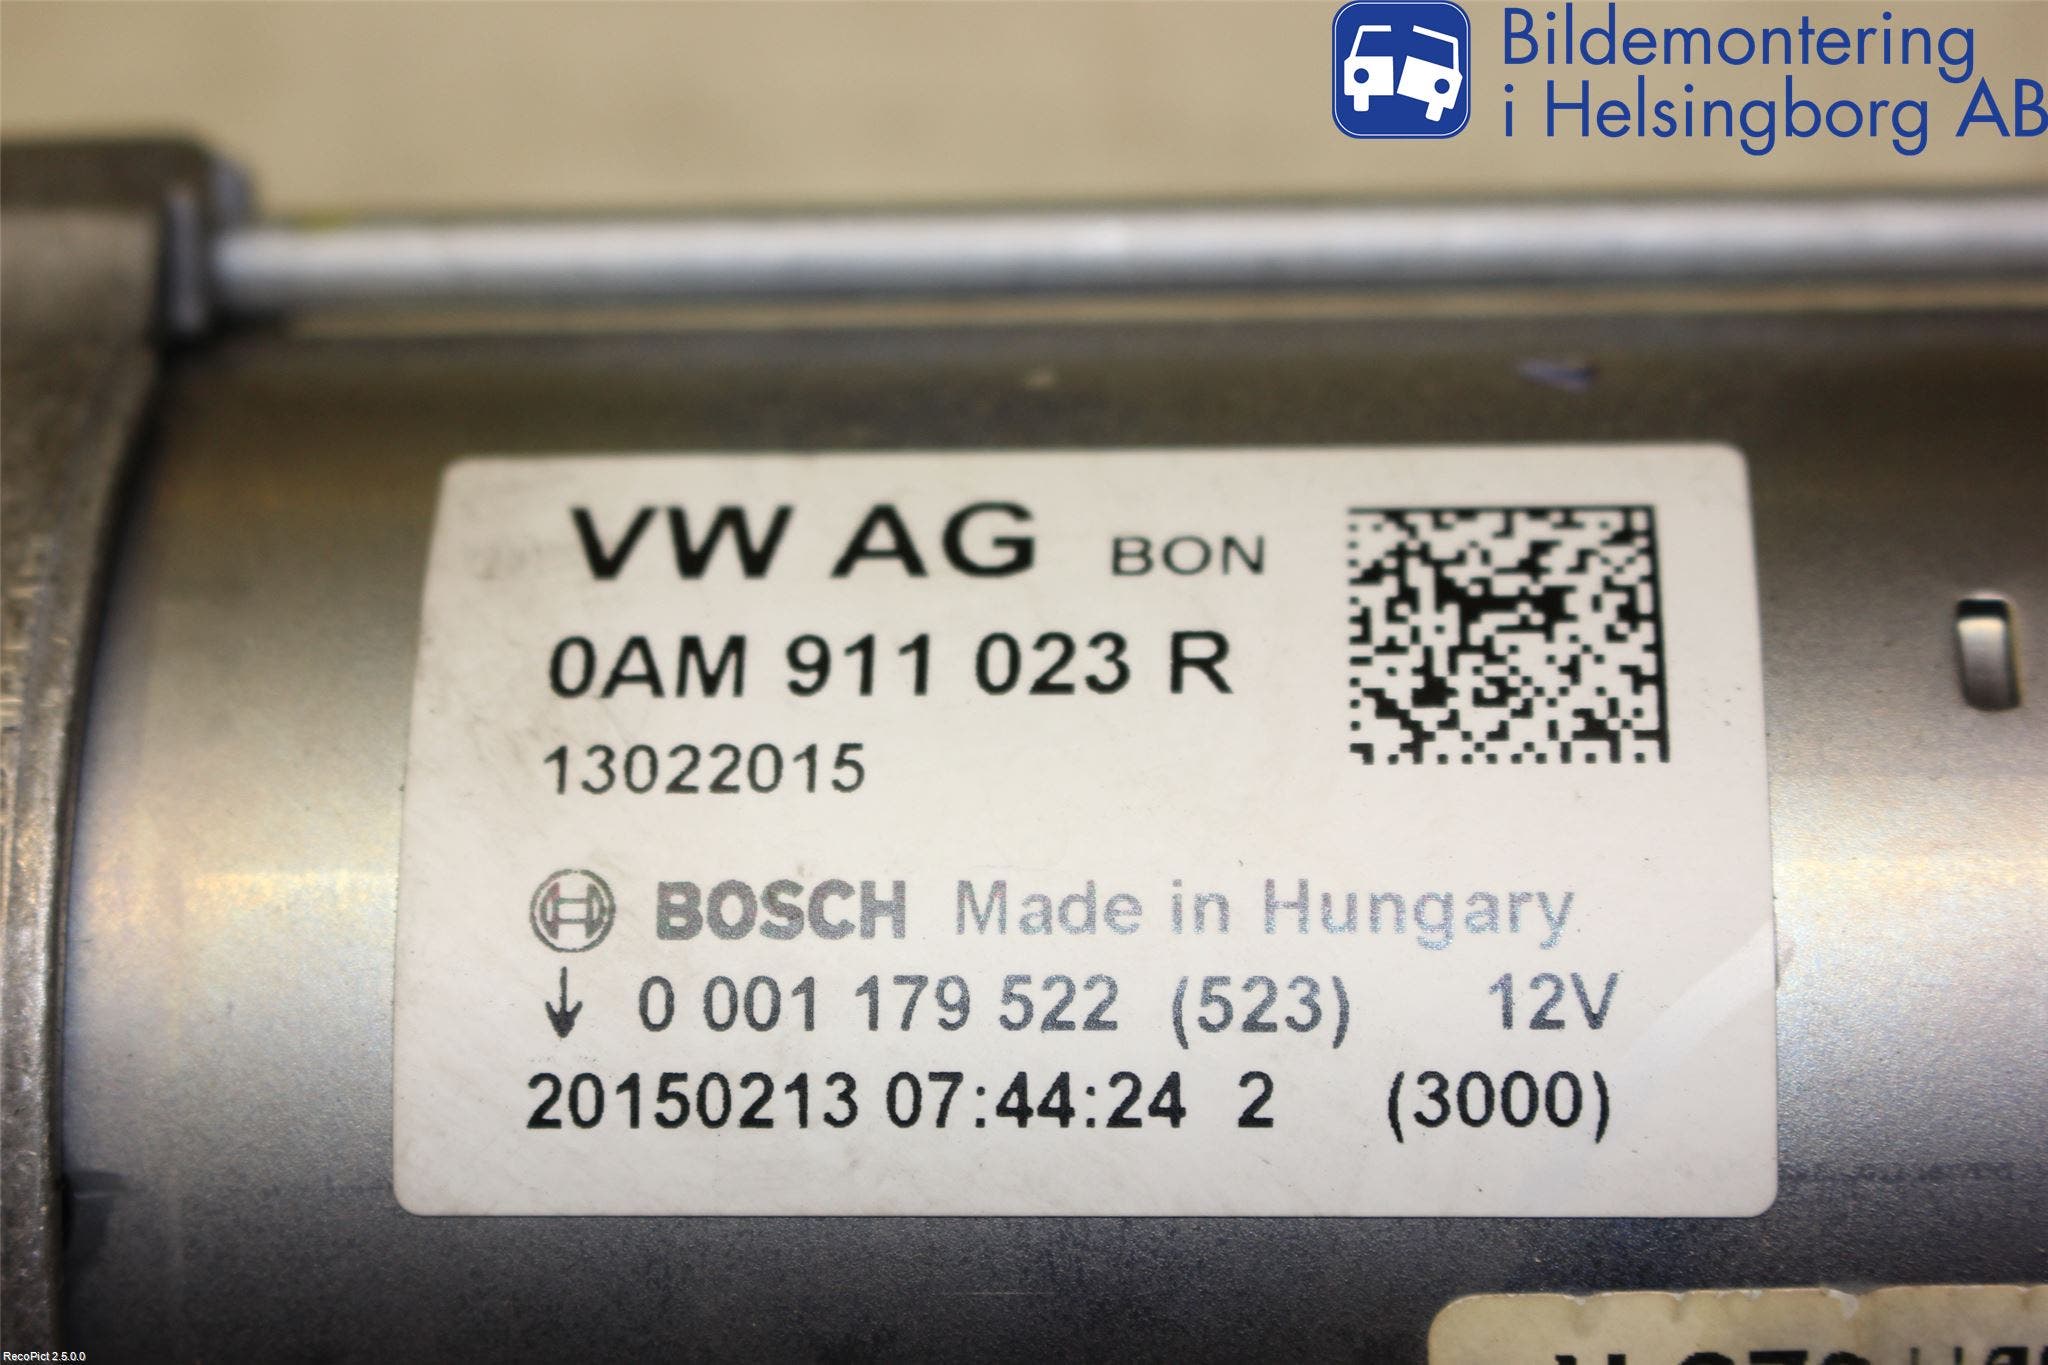 Bildemontering
i Helsingborg AB
VW AG BON
0AM 911 023 R
13022015
BOSCH Made in Hungary
↓ 0 001 179 522 (523) 12V
20150213 07:44:24 2 (3000)
RecoPict 2.5.0.0